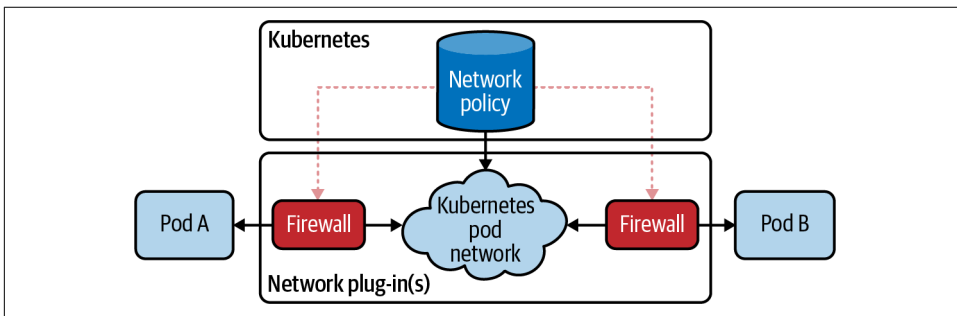 Kubernetes
Network
policy
Pod A
Firewall
Kubernetes
pod
network
Firewall
Pod B
Network plug-in(s)